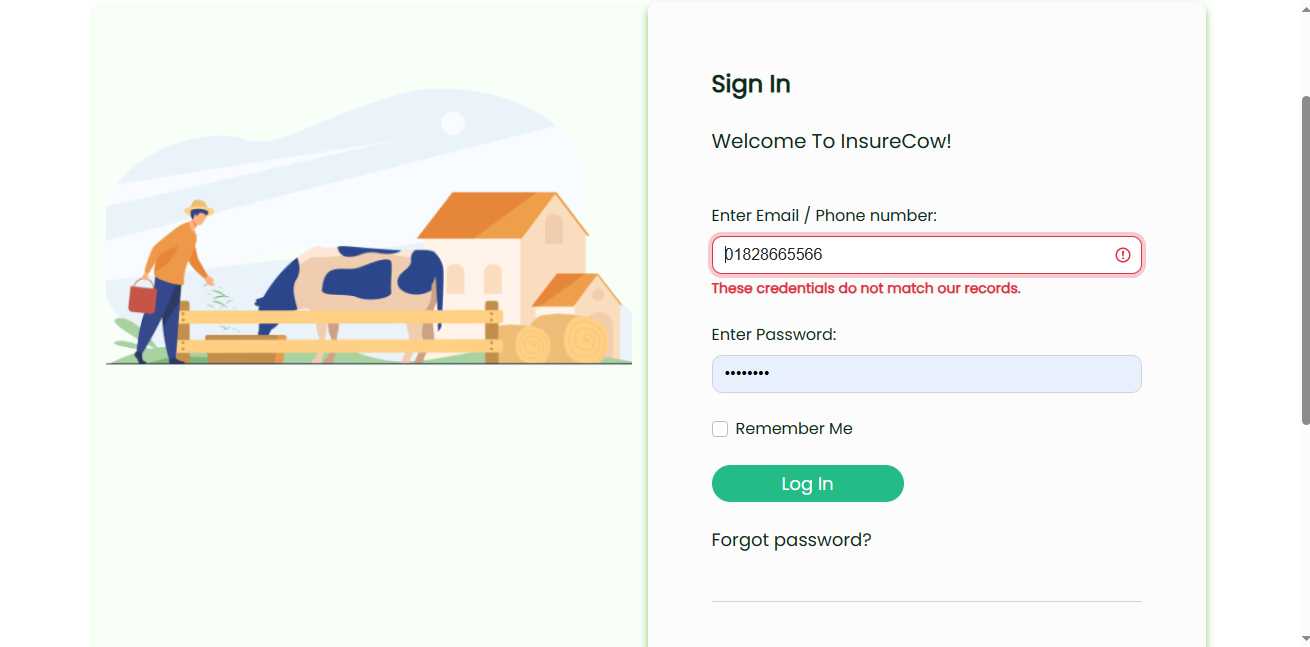 Sign In
Welcome To InsureCow!
Enter Email / Phone number:
01828665566
These credentials do not match our records.
Enter Password:
••••••••
Remember Me
Log In
Forgot password?